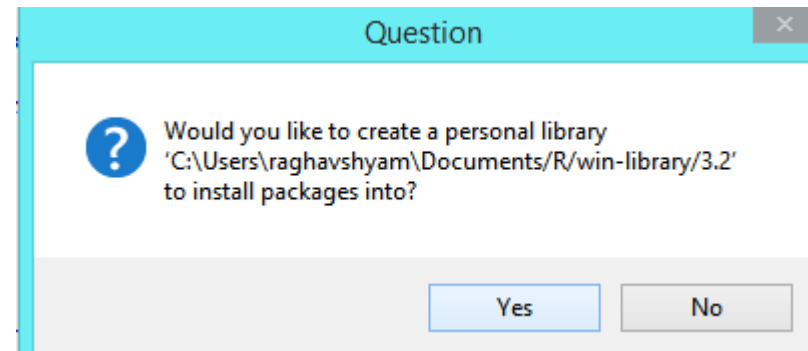 Question
Would you like to create a personal library
'C:\Users\raghavshyam\Documents/R/win-library/3.2'
to install packages into?
Yes No